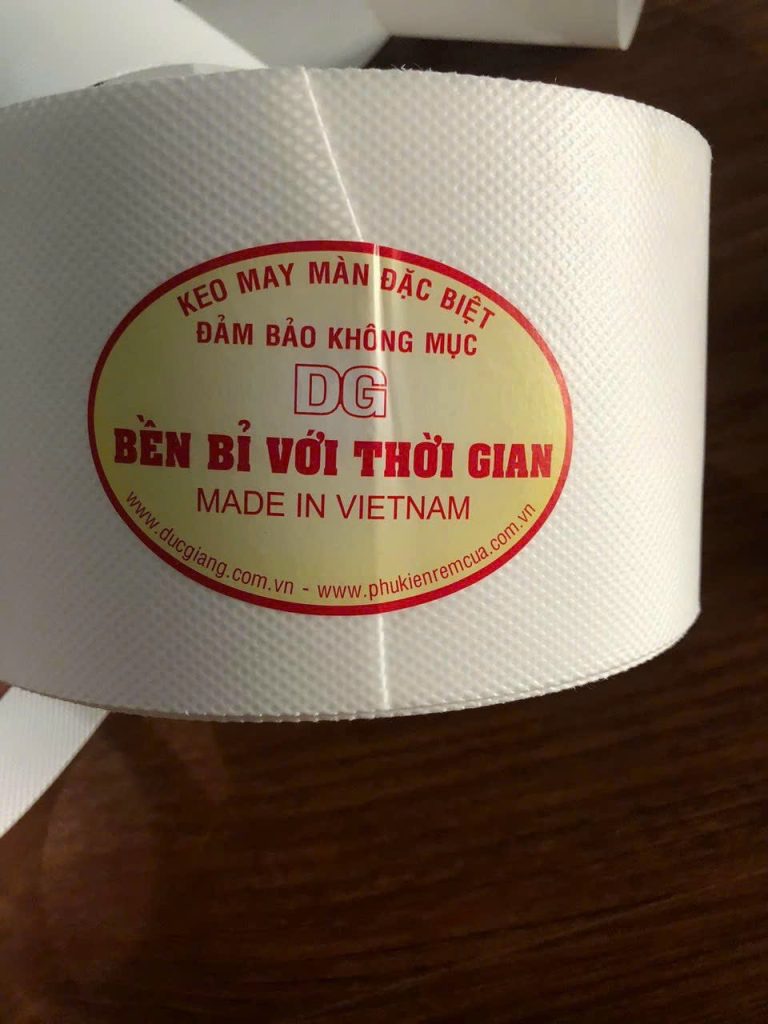 KEO MAY MÀN ĐẶC BIỆT
ĐẢM BẢO KHÔNG MỤC
DG
BỀN BỈ VỚI THỜI GIAN
MADE IN VIETNAM
www.ducgiang.com.vn - www.phukienremcua.com.vn